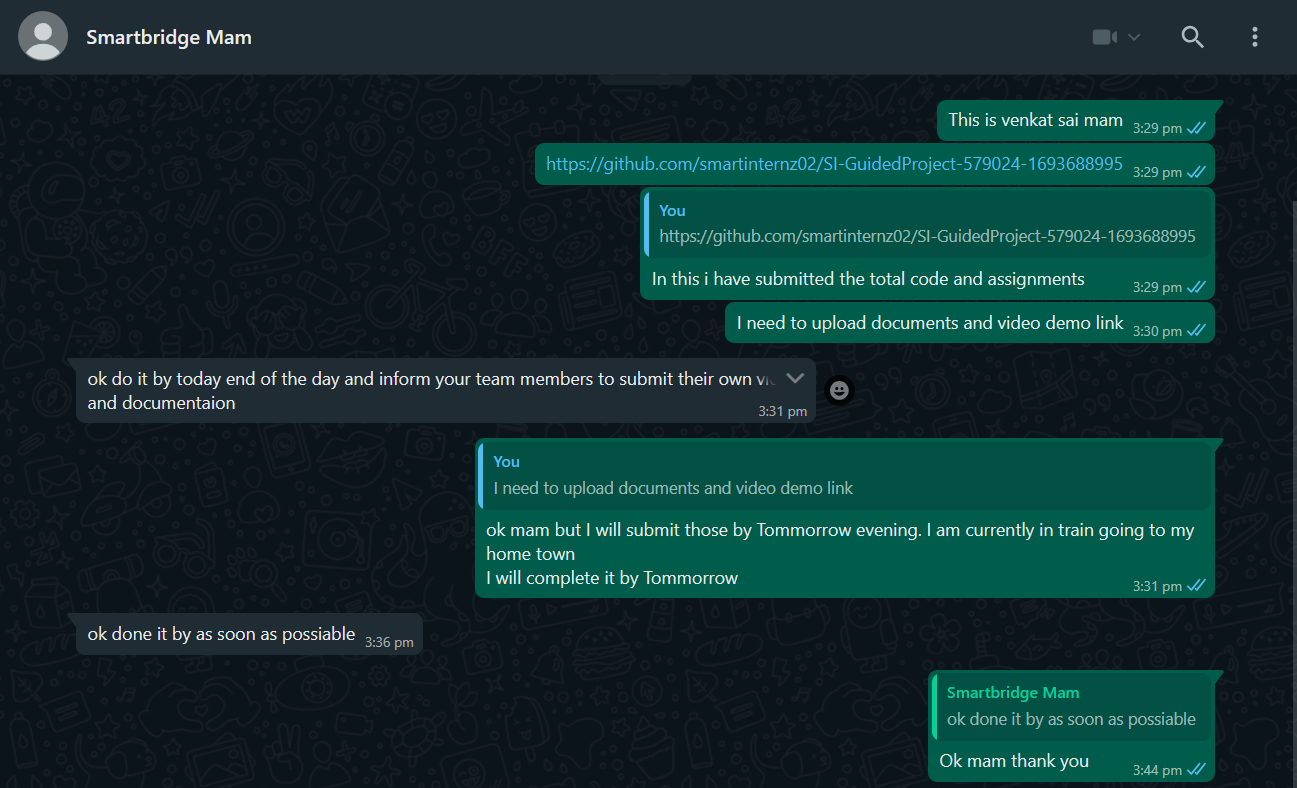 Smartbridge Mam
This is venkat sai mam 3:29 pm
https://github.com/smartinternz02/SI-GuidedProject-579024-1693688995 3:29 pm
You
https://github.com/smartinternz02/SI-GuidedProject-579024-1693688995
In this i have submitted the total code and assignments 3:29 pm
I need to upload documents and video demo link 3:30 pm
ok do it by today end of the day and inform your team members to submit their own
and documentaion
3:31 pm
You
I need to upload documents and video demo link
ok mam but I will submit those by Tommorrow evening. I am currently in train going to my
home town
I will complete it by Tommorrow 3:31 pm
ok done it by as soon as possiable 3:36 pm
Smartbridge Mam
ok done it by as soon as possiable
Ok mam thank you 3:44 pm